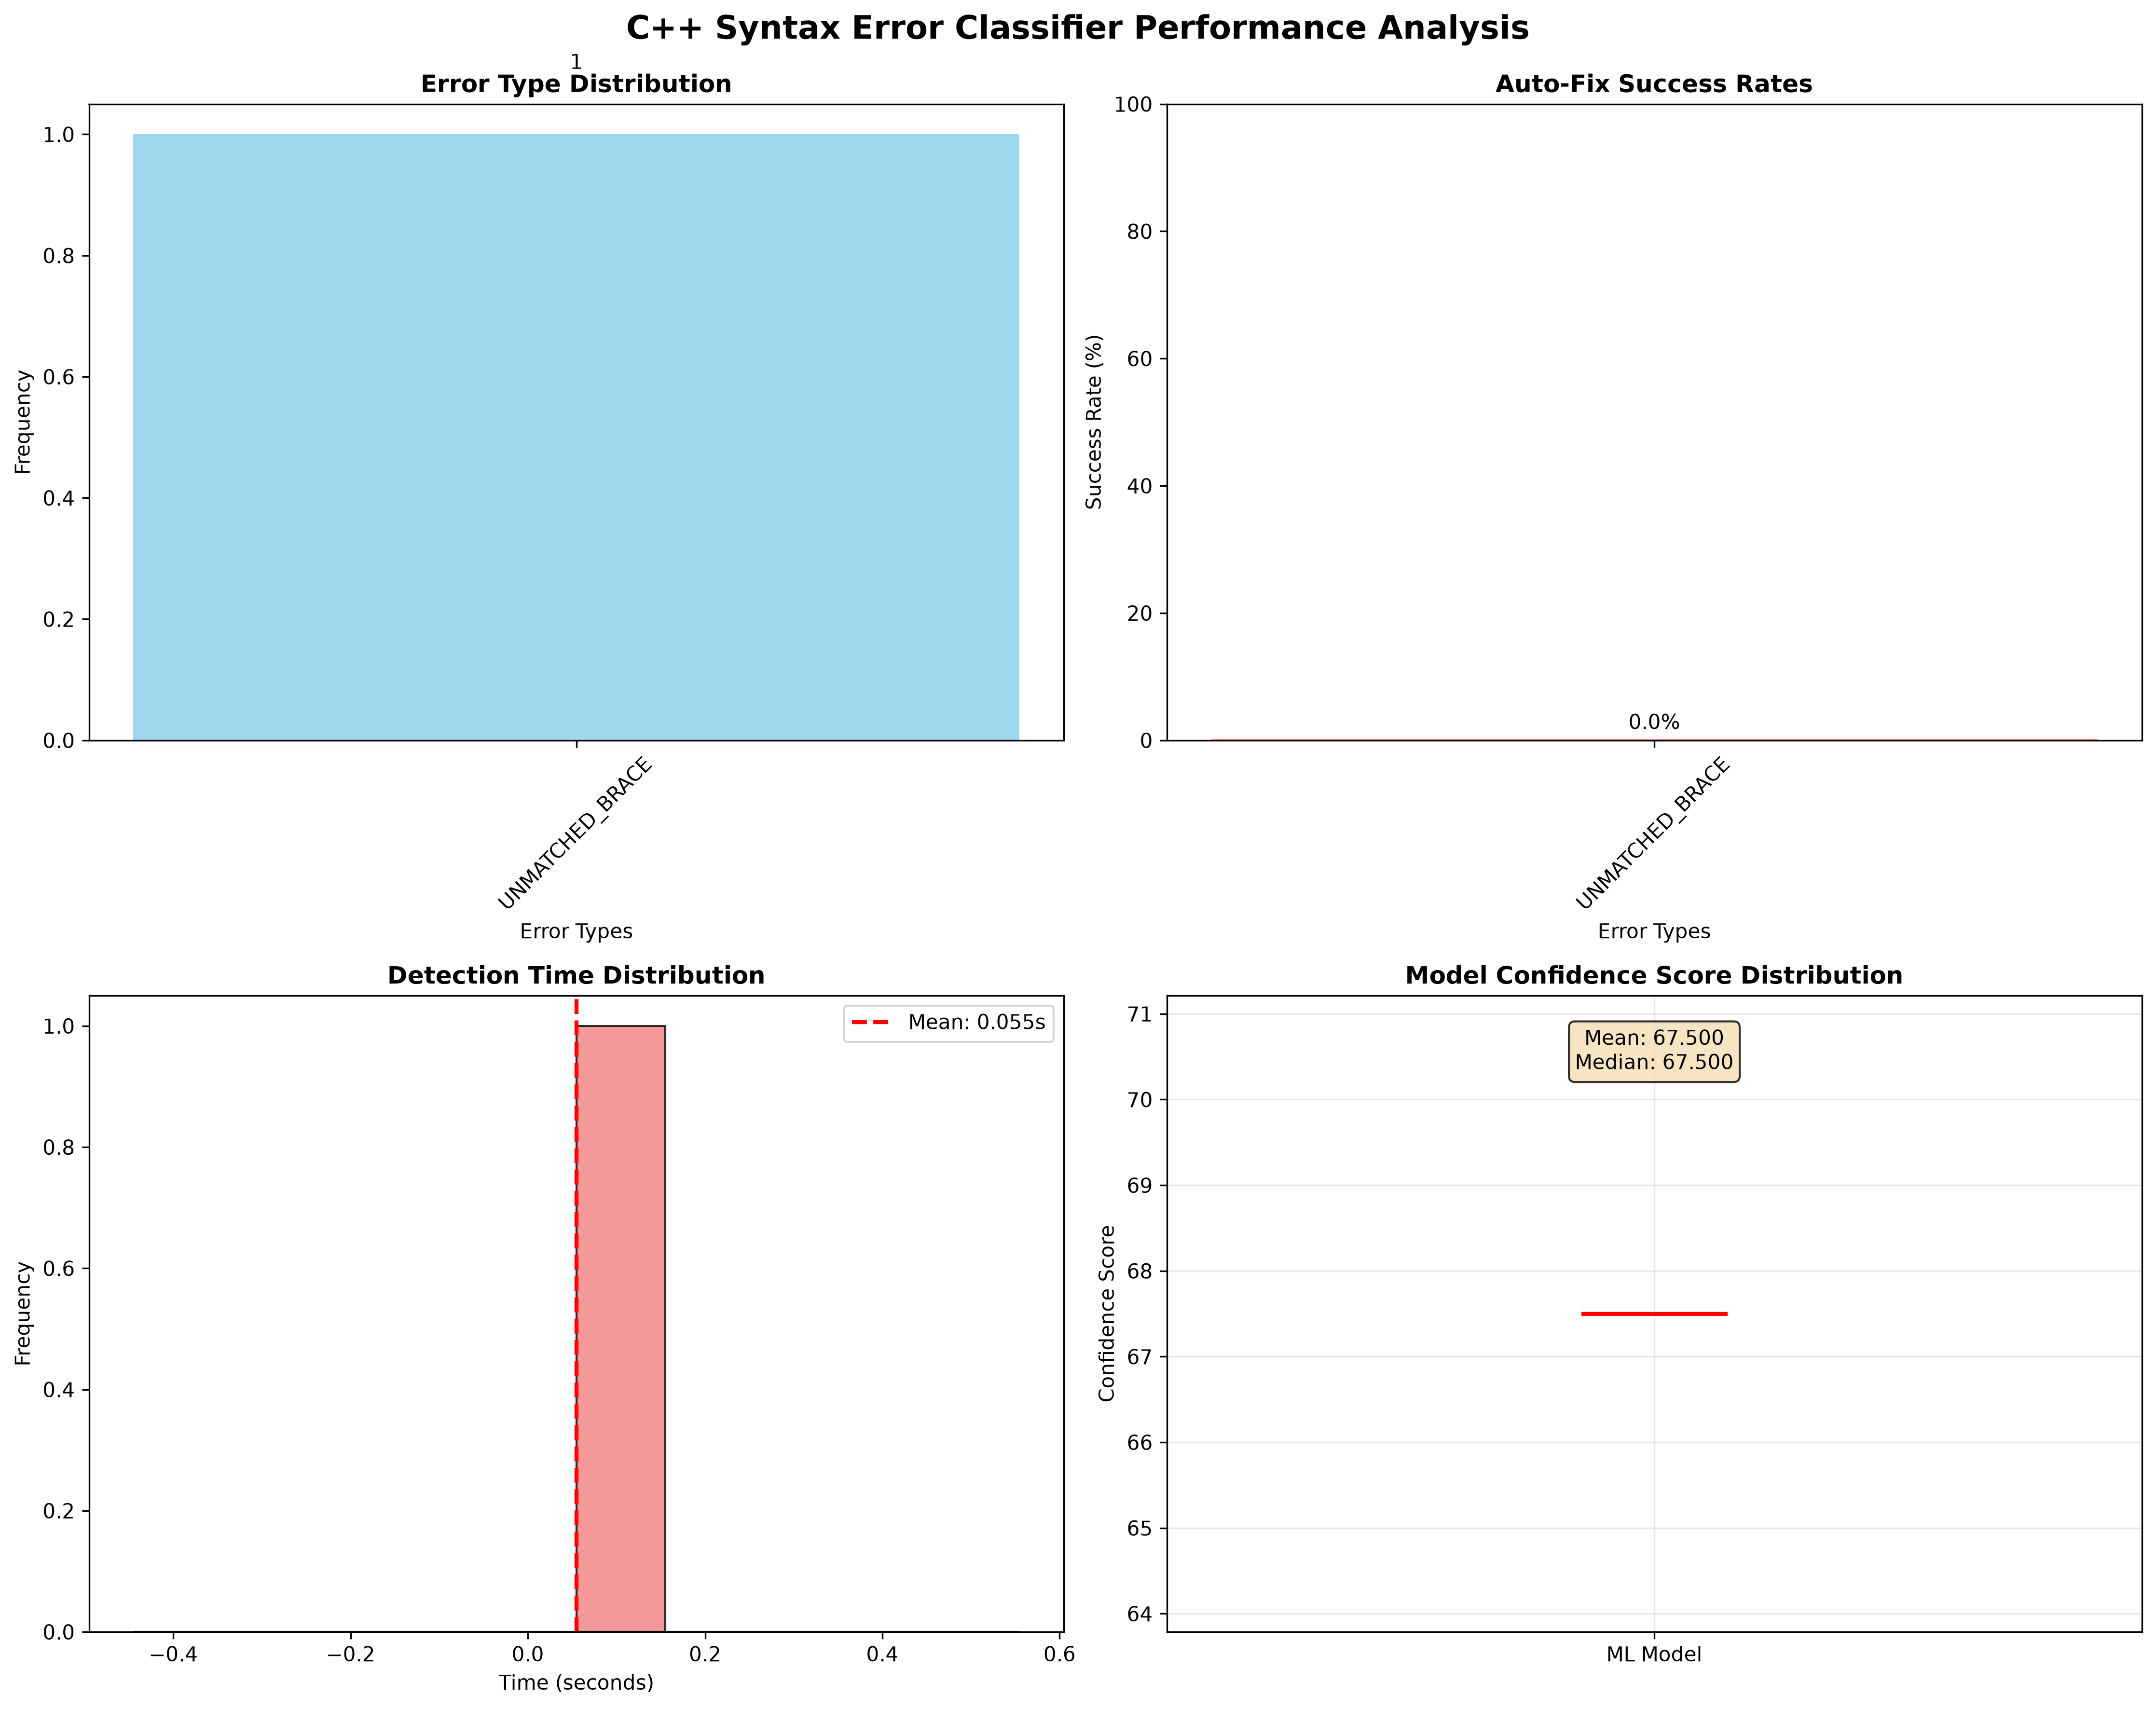 C++ Syntax Error Classifier Performance Analysis
1
Error Type Distribution
1.0
0.8
0.6
0.4
0.2
0.0
Frequency
UNMATCHED_BRACE
Error Types
Auto-Fix Success Rates
100
80
60
40
20
0
Success Rate (%)
0.0%
UNMATCHED_BRACE
Error Types
Detection Time Distribution
Mean: 0.055s
1.0
0.8
0.6
0.4
0.2
0.0
Frequency
−0.4 −0.2 0.0 0.2 0.4 0.6
Time (seconds)
Model Confidence Score Distribution
Mean: 67.500
Median: 67.500
71
70
69
68
67
66
65
64
Confidence Score
ML Model